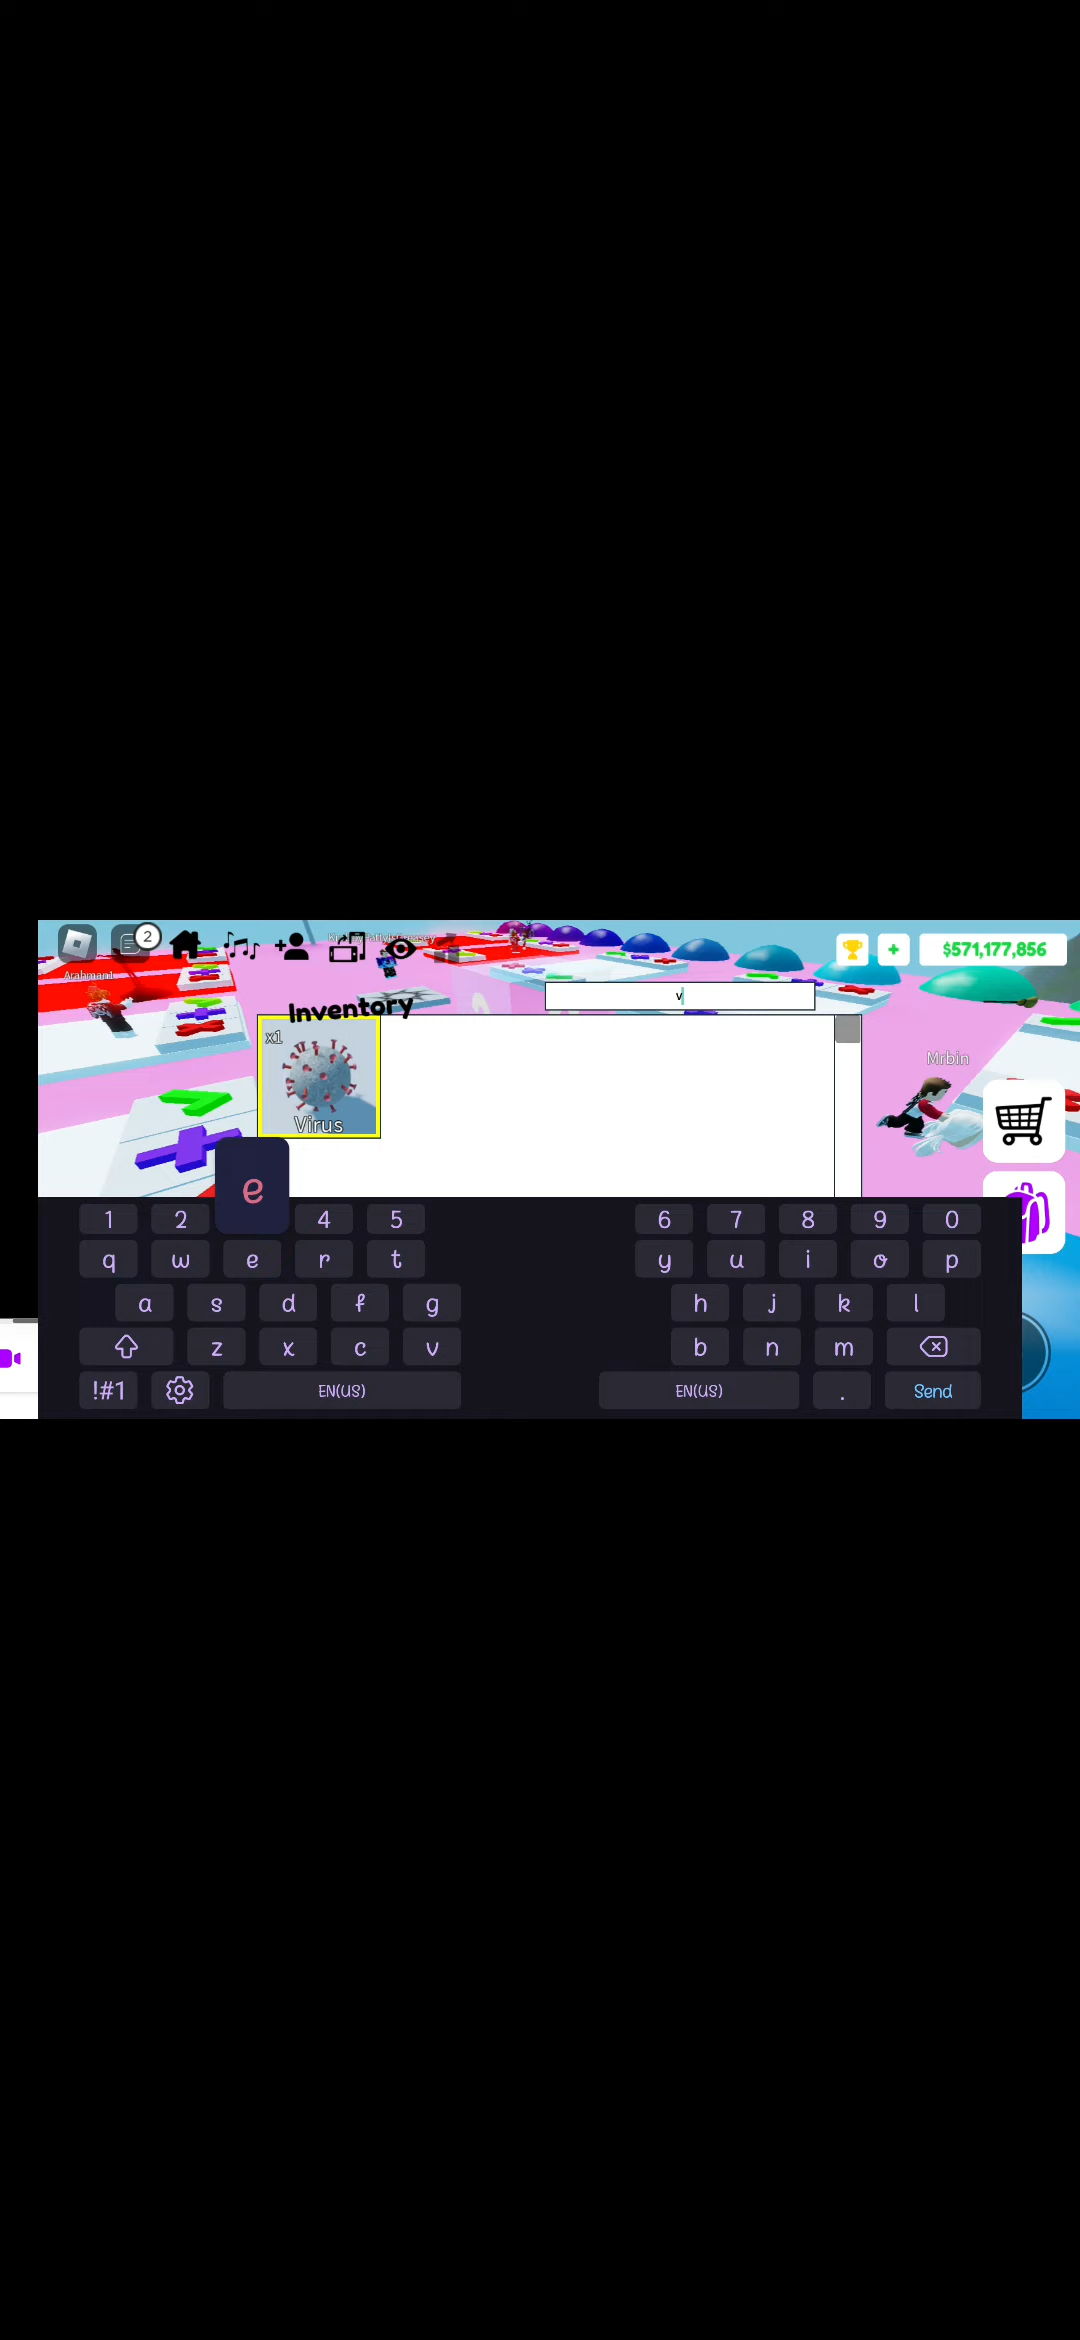 2
+
$571,177,856
Arahman1
v
Inventory
x1
Virus
Mrbin
e
1 2 4 5 6 7 8 9 0
q w e r t y u i o p
a s d f g h j k l
z x c v b n m
!#1 EN(US) EN(US) . Send